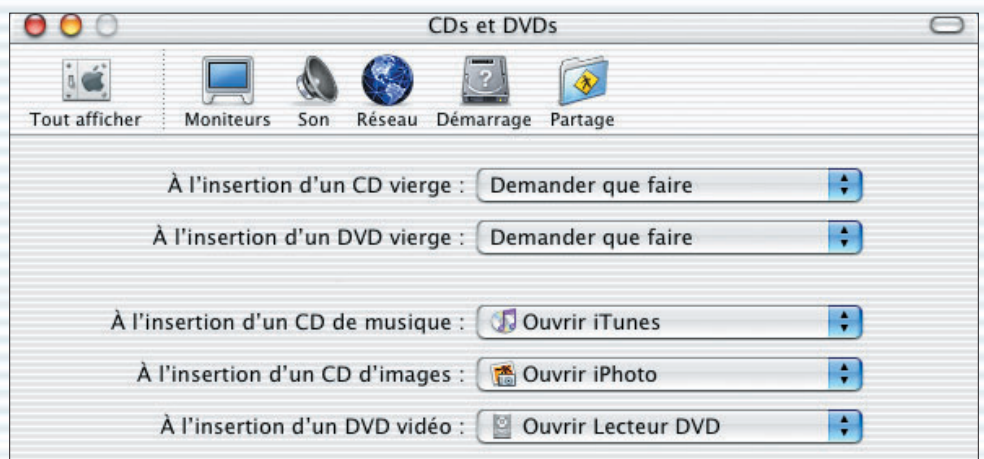 CDs et DVDs
Tout afficher Moniteurs Son Réseau Démarrage Partage
À l'insertion d'un CD vierge : Demander que faire
À l'insertion d'un DVD vierge : Demander que faire
À l'insertion d'un CD de musique : Ouvrir iTunes
À l'insertion d'un CD d'images : Ouvrir iPhoto
À l'insertion d'un DVD vidéo : Ouvrir Lecteur DVD